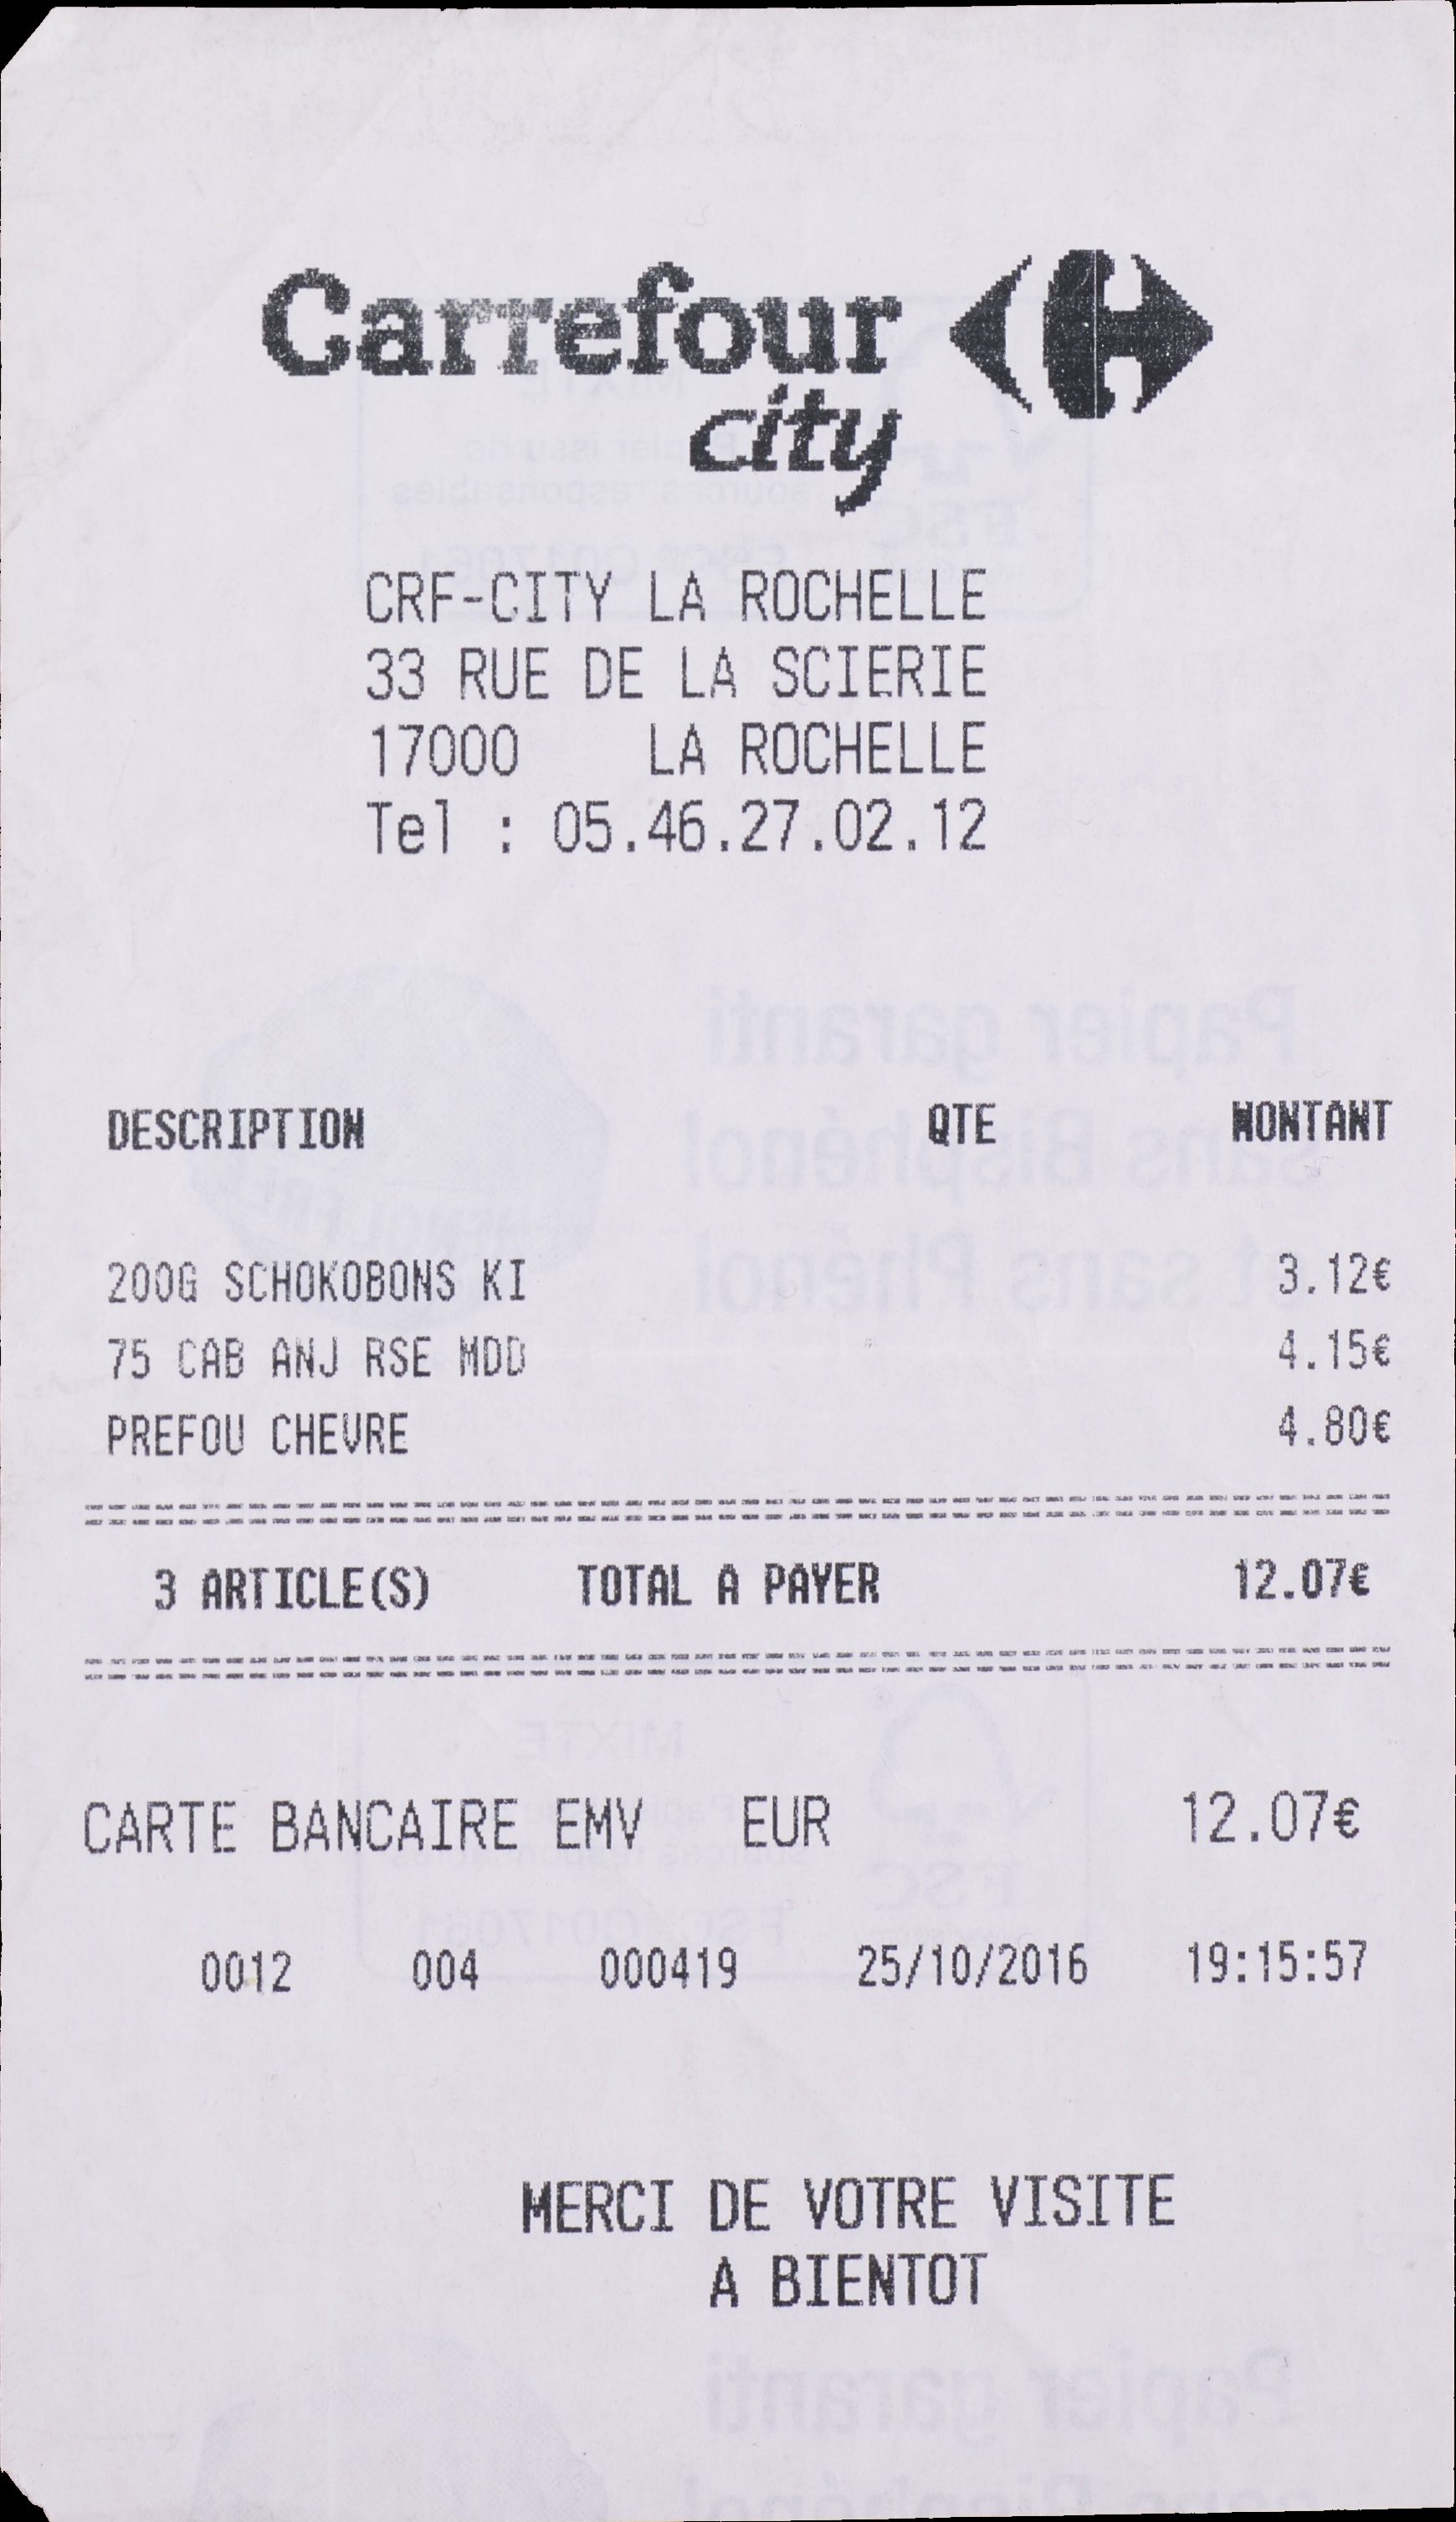 Carrefour
city
CRF-CITY LA ROCHELLE
33 RUE DE LA SCIERIE
17000 LA ROCHELLE
Tel : 05.46.27.02.12
DESCRIPTION QTE MONTANT
200G SCHOKOBONS KI 3.12€
75 CAB ANJ RSE MDD 4.15€
PREFOU CHEVRE 4.80€
3 ARTICLE(S) TOTAL A PAYER 12.07€
CARTE BANCAIRE EMV EUR 12.07€
0012 004 000419 25/10/2016 19:15:57
MERCI DE VOTRE VISITE
A BIENTOT